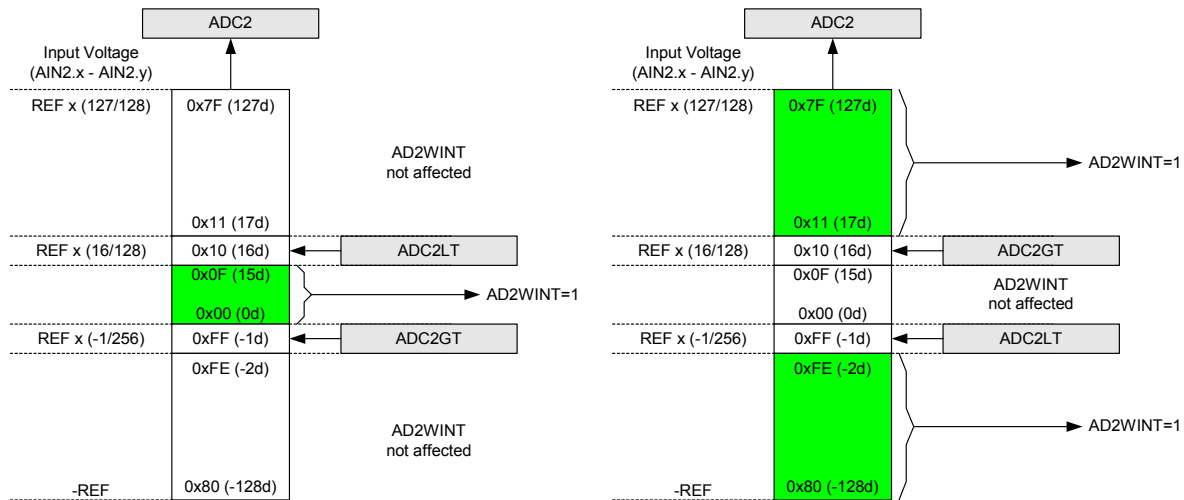 ADC2
Input Voltage
(AIN2.x - AIN2.y)
REF x (127/128)
0x7F (127d)
AD2WINT
not affected
0x11 (17d)
REF x (16/128)
0x10 (16d)
ADC2LT
0x0F (15d)
AD2WINT=1
0x00 (0d)
REF x (-1/256)
0xFF (-1d)
ADC2GT
0xFE (-2d)
AD2WINT
not affected
-REF
0x80 (-128d)
ADC2
Input Voltage
(AIN2.x - AIN2.y)
REF x (127/128)
0x7F (127d)
AD2WINT=1
0x11 (17d)
REF x (16/128)
0x10 (16d)
ADC2GT
0x0F (15d)
AD2WINT
not affected
0x00 (0d)
REF x (-1/256)
0xFF (-1d)
ADC2LT
0xFE (-2d)
AD2WINT=1
-REF
0x80 (-128d)